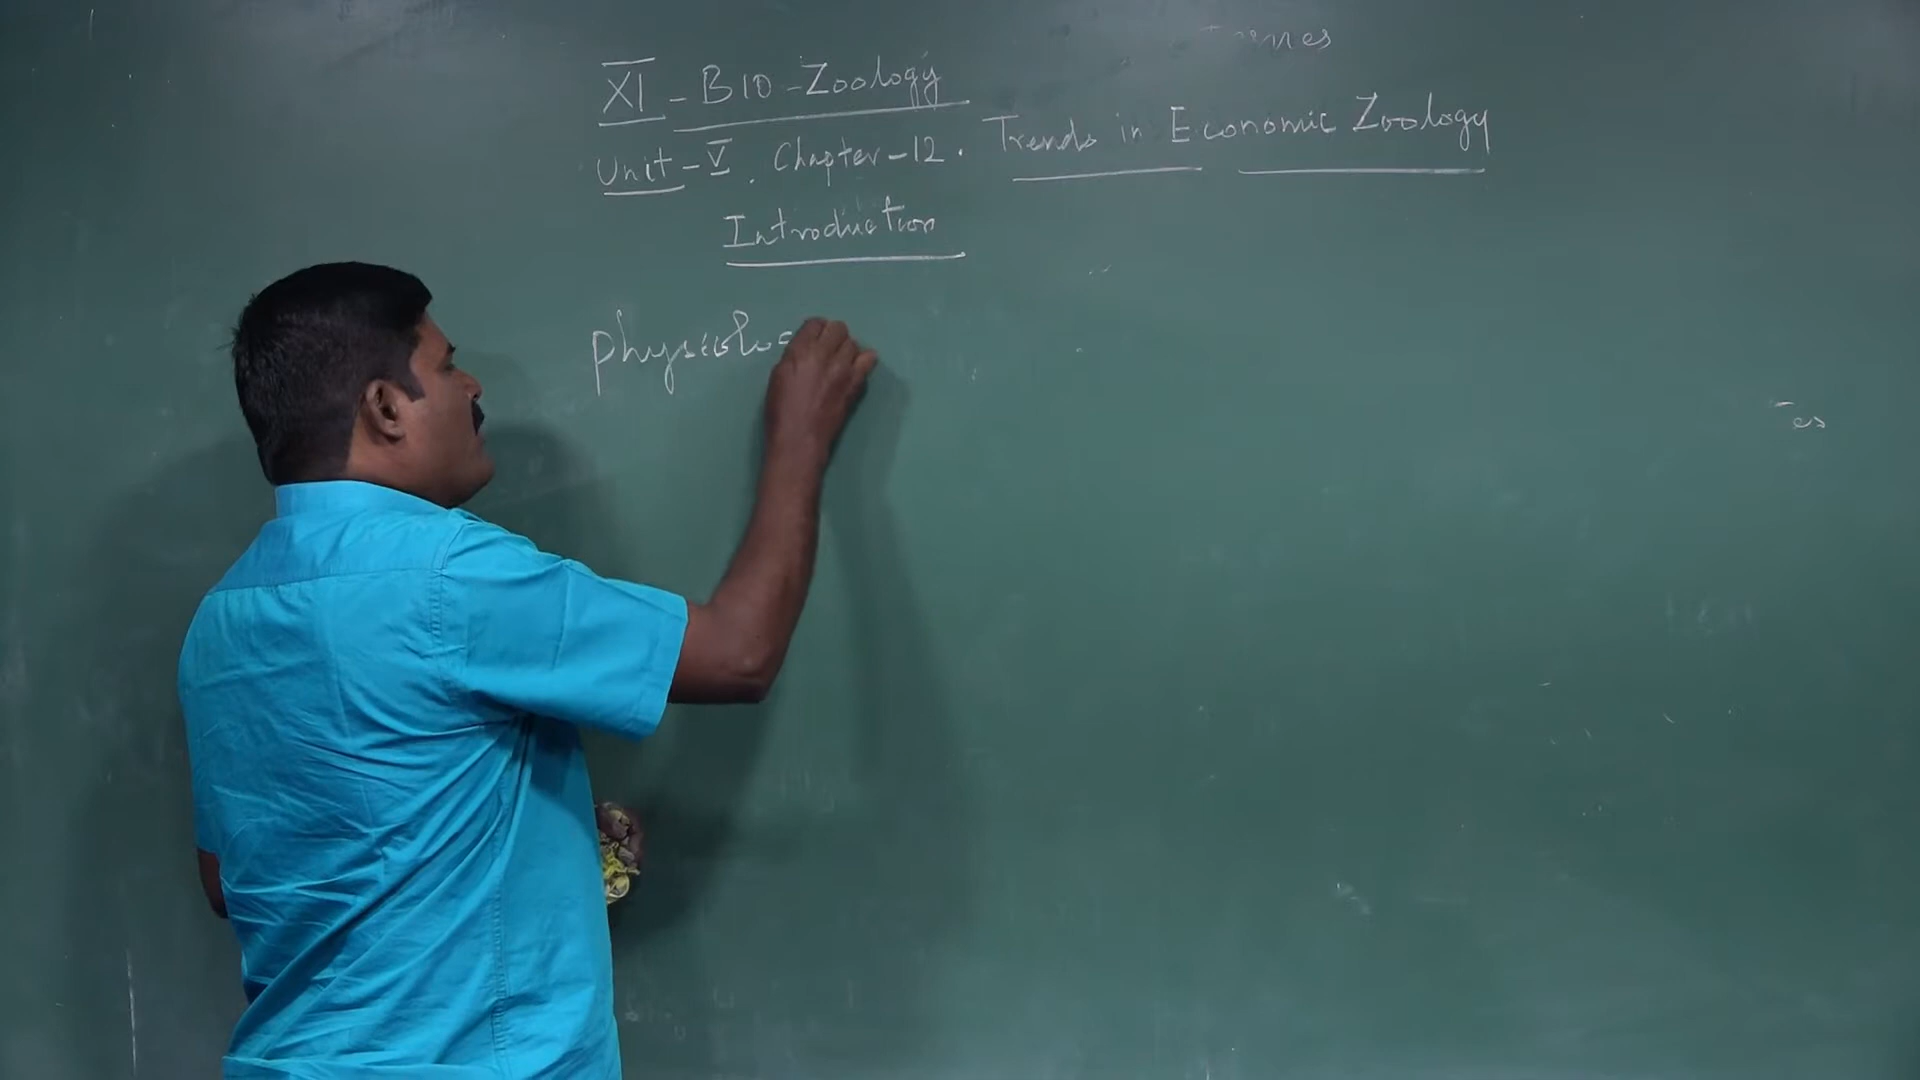 XI - BIO - Zoology
Unit - V. Chapter - 12. Trends in Economic Zoology
Introduction
Physiolo